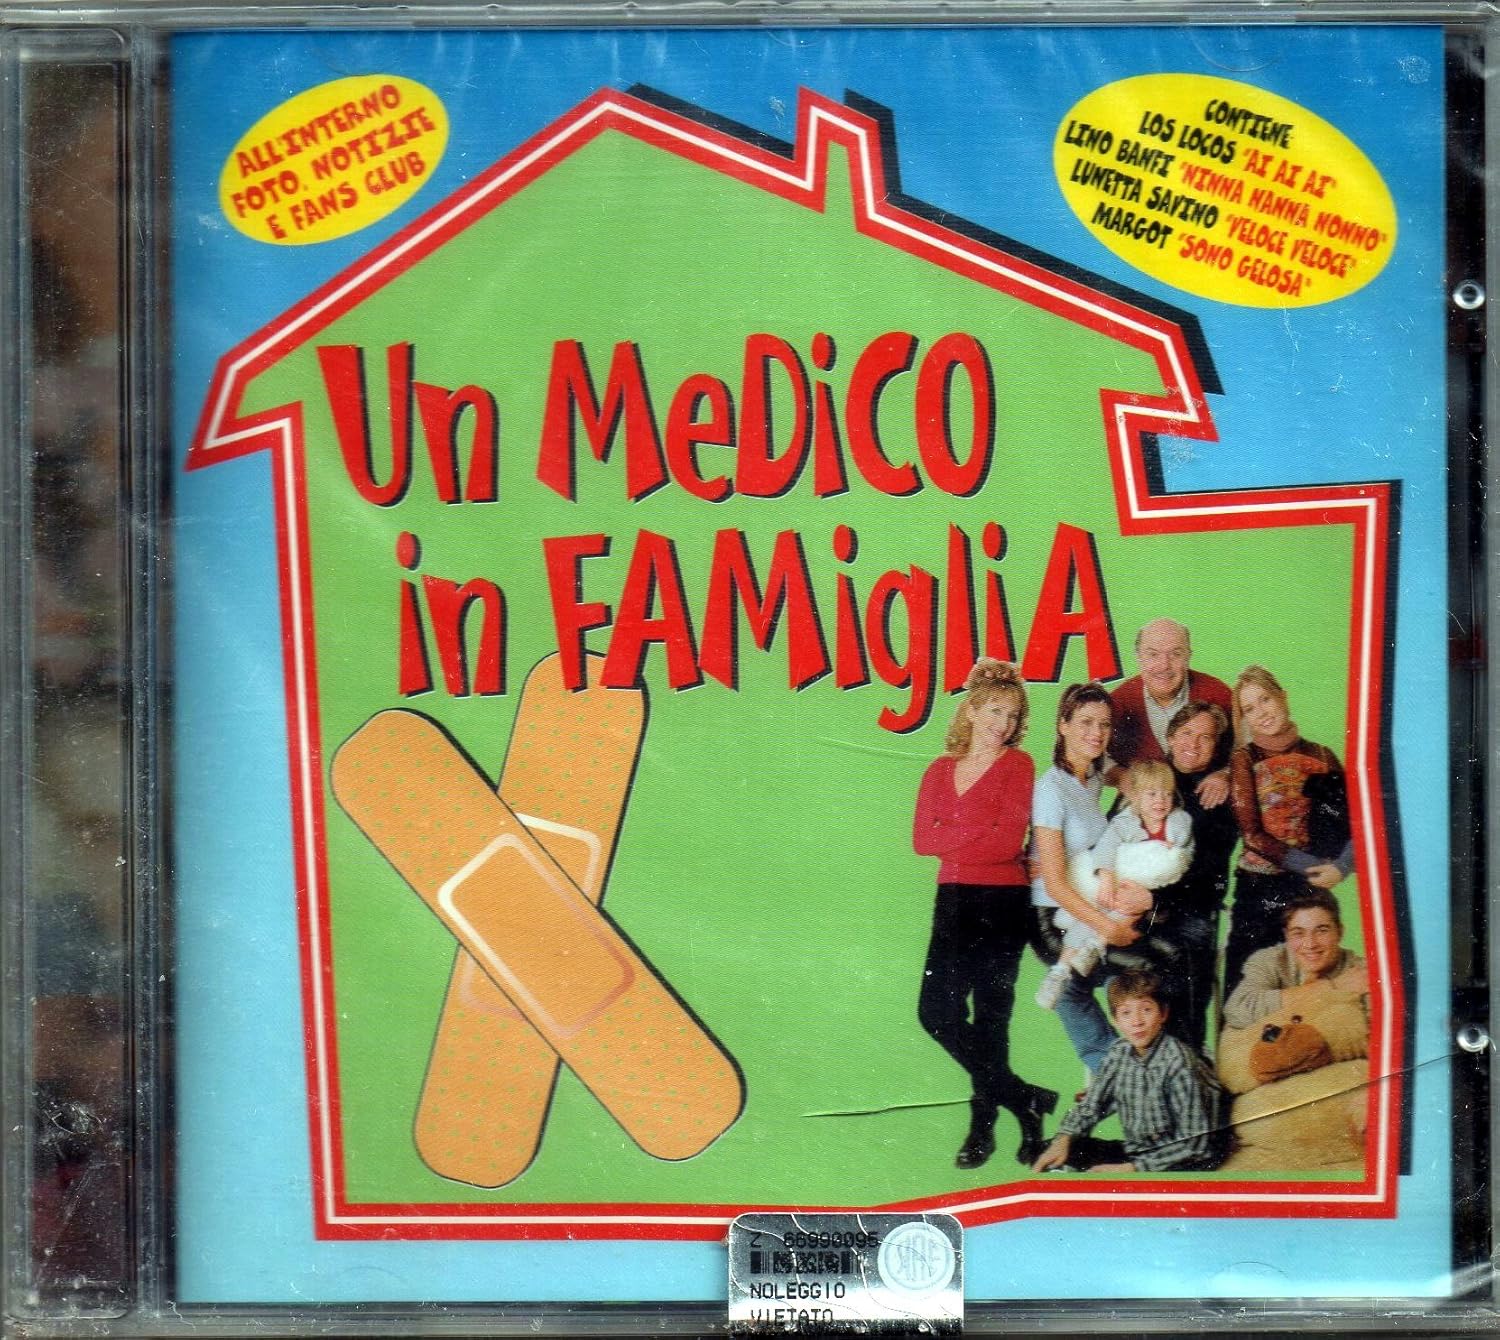 ALL'INTERNO
FOTO, NOTIZIE
E FANS CLUB
CONTIENE:
LOS LOCOS "AI AI AI"
LINO BANFI "NINNA NANNA NONNO"
LUNETTA SAVINO "VELOCE VELOCE"
MARGOT "SONO GELOSA"
Un MeDiCO
in FAMigliA
Z 66990095
NOLEGGIO
VIETATO